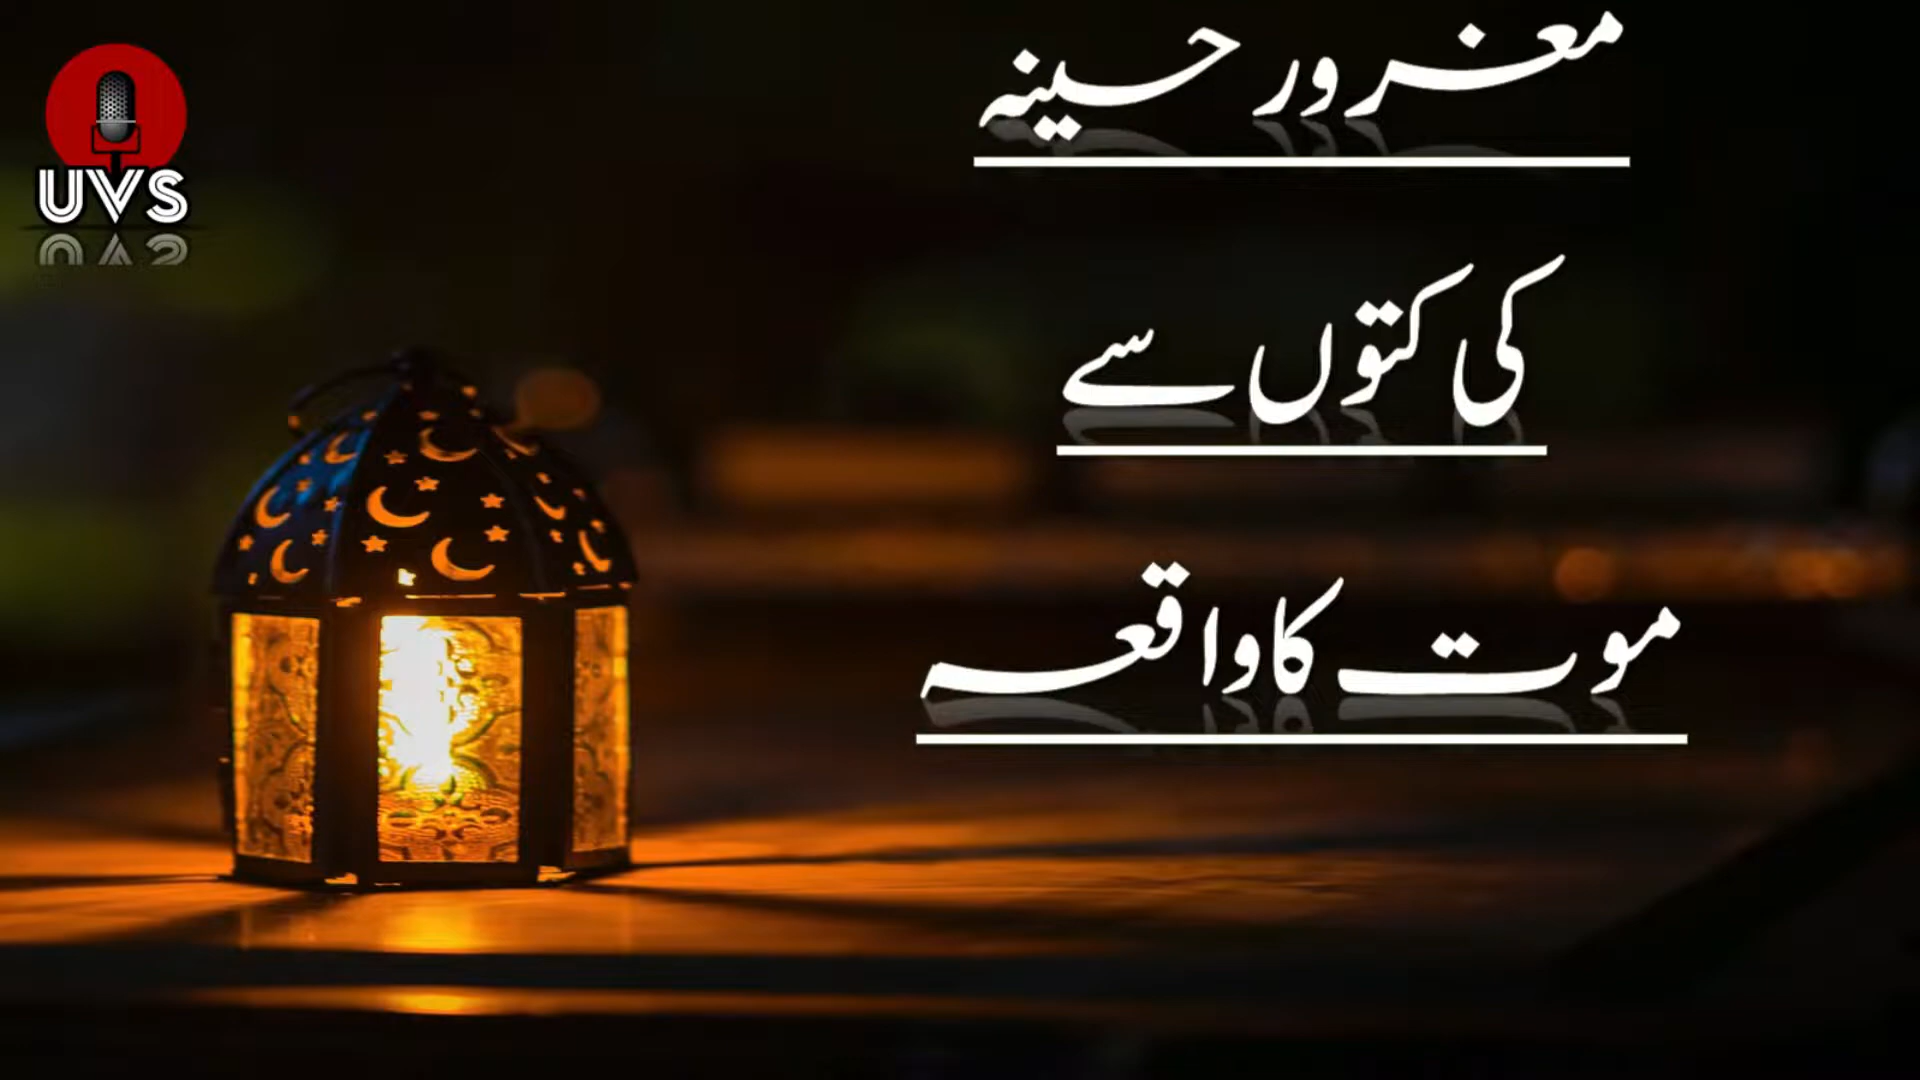 UVS
مغرور حسینہ
کی کتوں سے
موت کا واقعہ